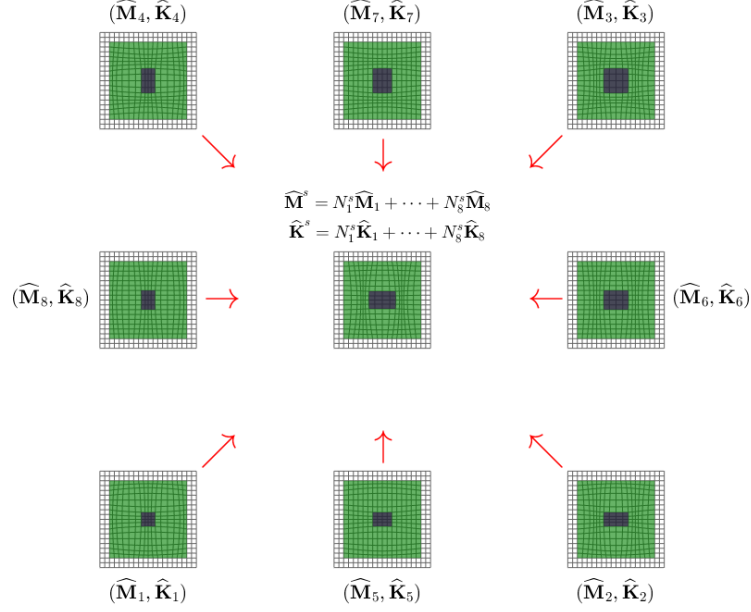 (M̂₄, K̂₄) (M̂₇, K̂₇) (M̂₃, K̂₃)
M̂ˢ = N₁ˢM̂₁ + ⋯ + N₈ˢM̂₈
K̂ˢ = N₁ˢK̂₁ + ⋯ + N₈ˢK̂₈
(M̂₈, K̂₈) (M̂₆, K̂₆)
(M̂₁, K̂₁) (M̂₅, K̂₅) (M̂₂, K̂₂)